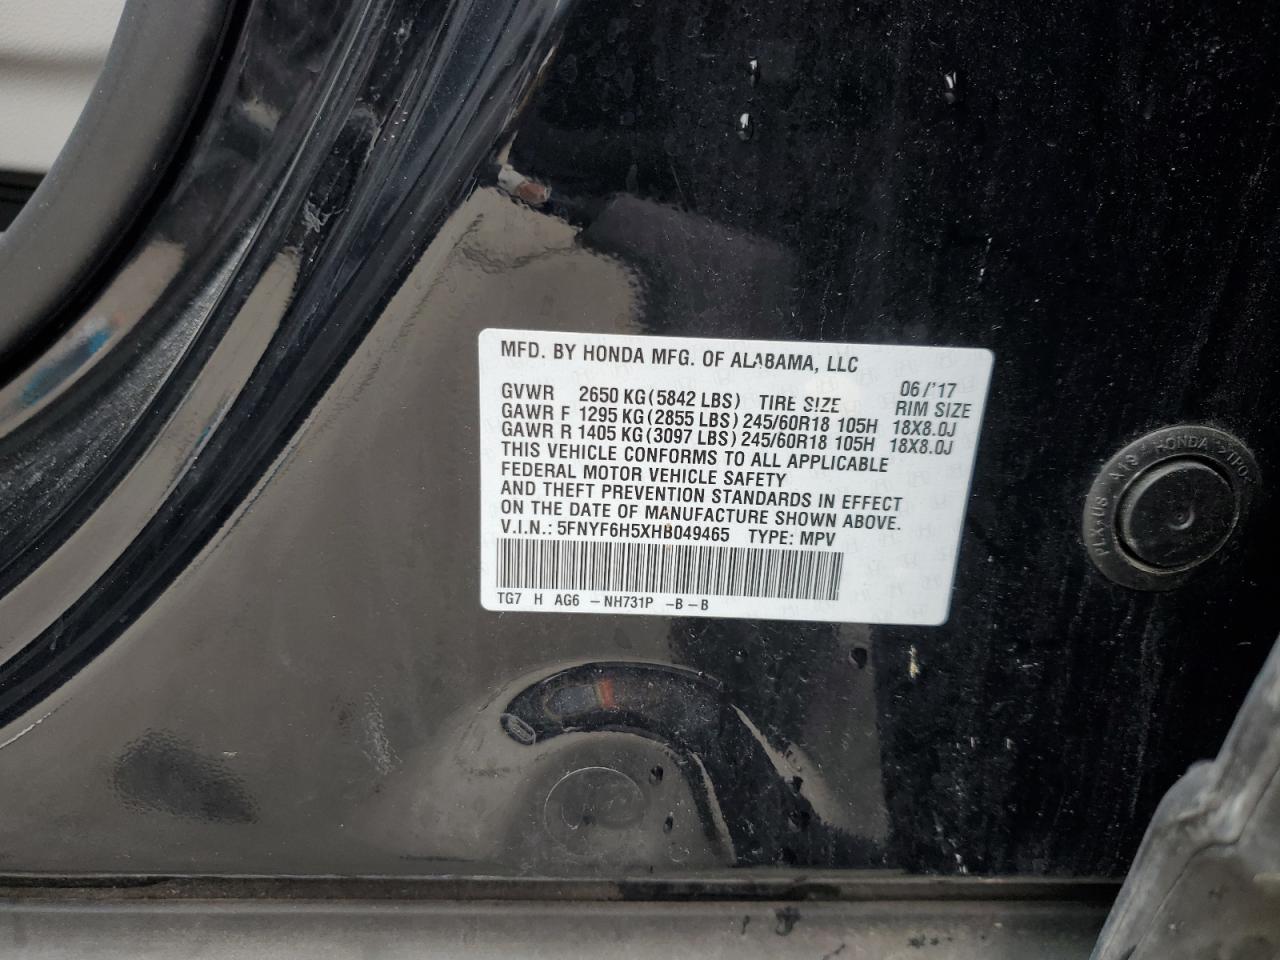 MFD. BY HONDA MFG. OF ALABAMA, LLC
06/'17
GVWR 2650 KG (5842 LBS) TIRE SIZE RIM SIZE
GAWR F 1295 KG (2855 LBS) 245/60R18 105H 18X8.0J
GAWR R 1405 KG (3097 LBS) 245/60R18 105H 18X8.0J
THIS VEHICLE CONFORMS TO ALL APPLICABLE
FEDERAL MOTOR VEHICLE SAFETY
AND THEFT PREVENTION STANDARDS IN EFFECT
ON THE DATE OF MANUFACTURE SHOWN ABOVE.
V.I.N.: 5FNYF6H5XHB049465 TYPE: MPV
TG7 H AG6 -NH731P -B-B
HONDA